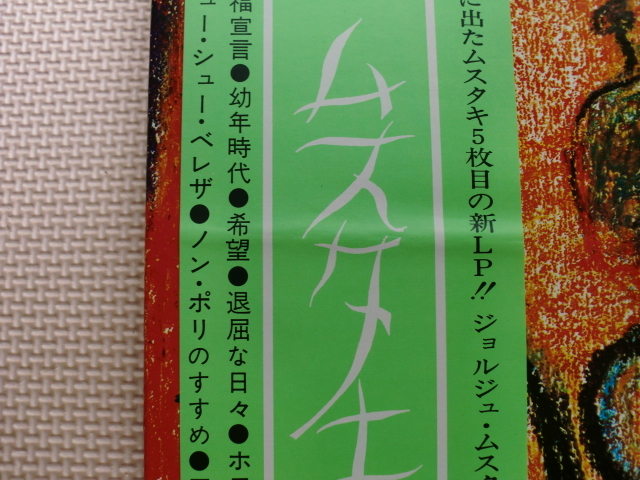 に出たムスタキ5枚目の新LP!! ジョルジュ・ムスタ
ムスタキ
福宣言●幼年時代●希望●退屈な日々●ホ
ュー・シュー・ベレザ●ノン・ポリのすすめ●